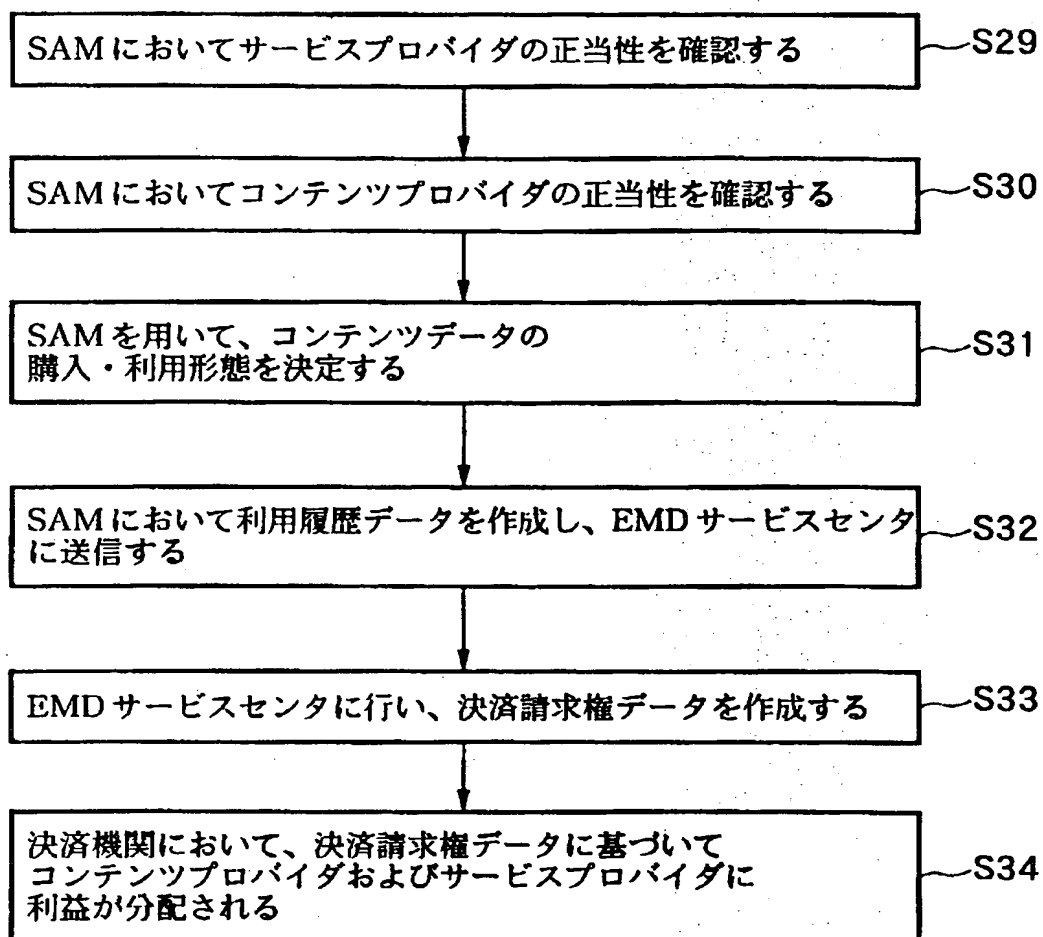 SAMにおいてサービスプロバイダの正当性を確認する
S29
SAMにおいてコンテンツプロバイダの正当性を確認する
S30
SAMを用いて、コンテンツデータの
購入・利用形態を決定する
S31
SAMにおいて利用履歴データを作成し、EMDサービスセンタ
に送信する
S32
EMDサービスセンタに行い、決済請求権データを作成する
S33
決済機関において、決済請求権データに基づいて
コンテンツプロバイダおよびサービスプロバイダに
利益が分配される
S34